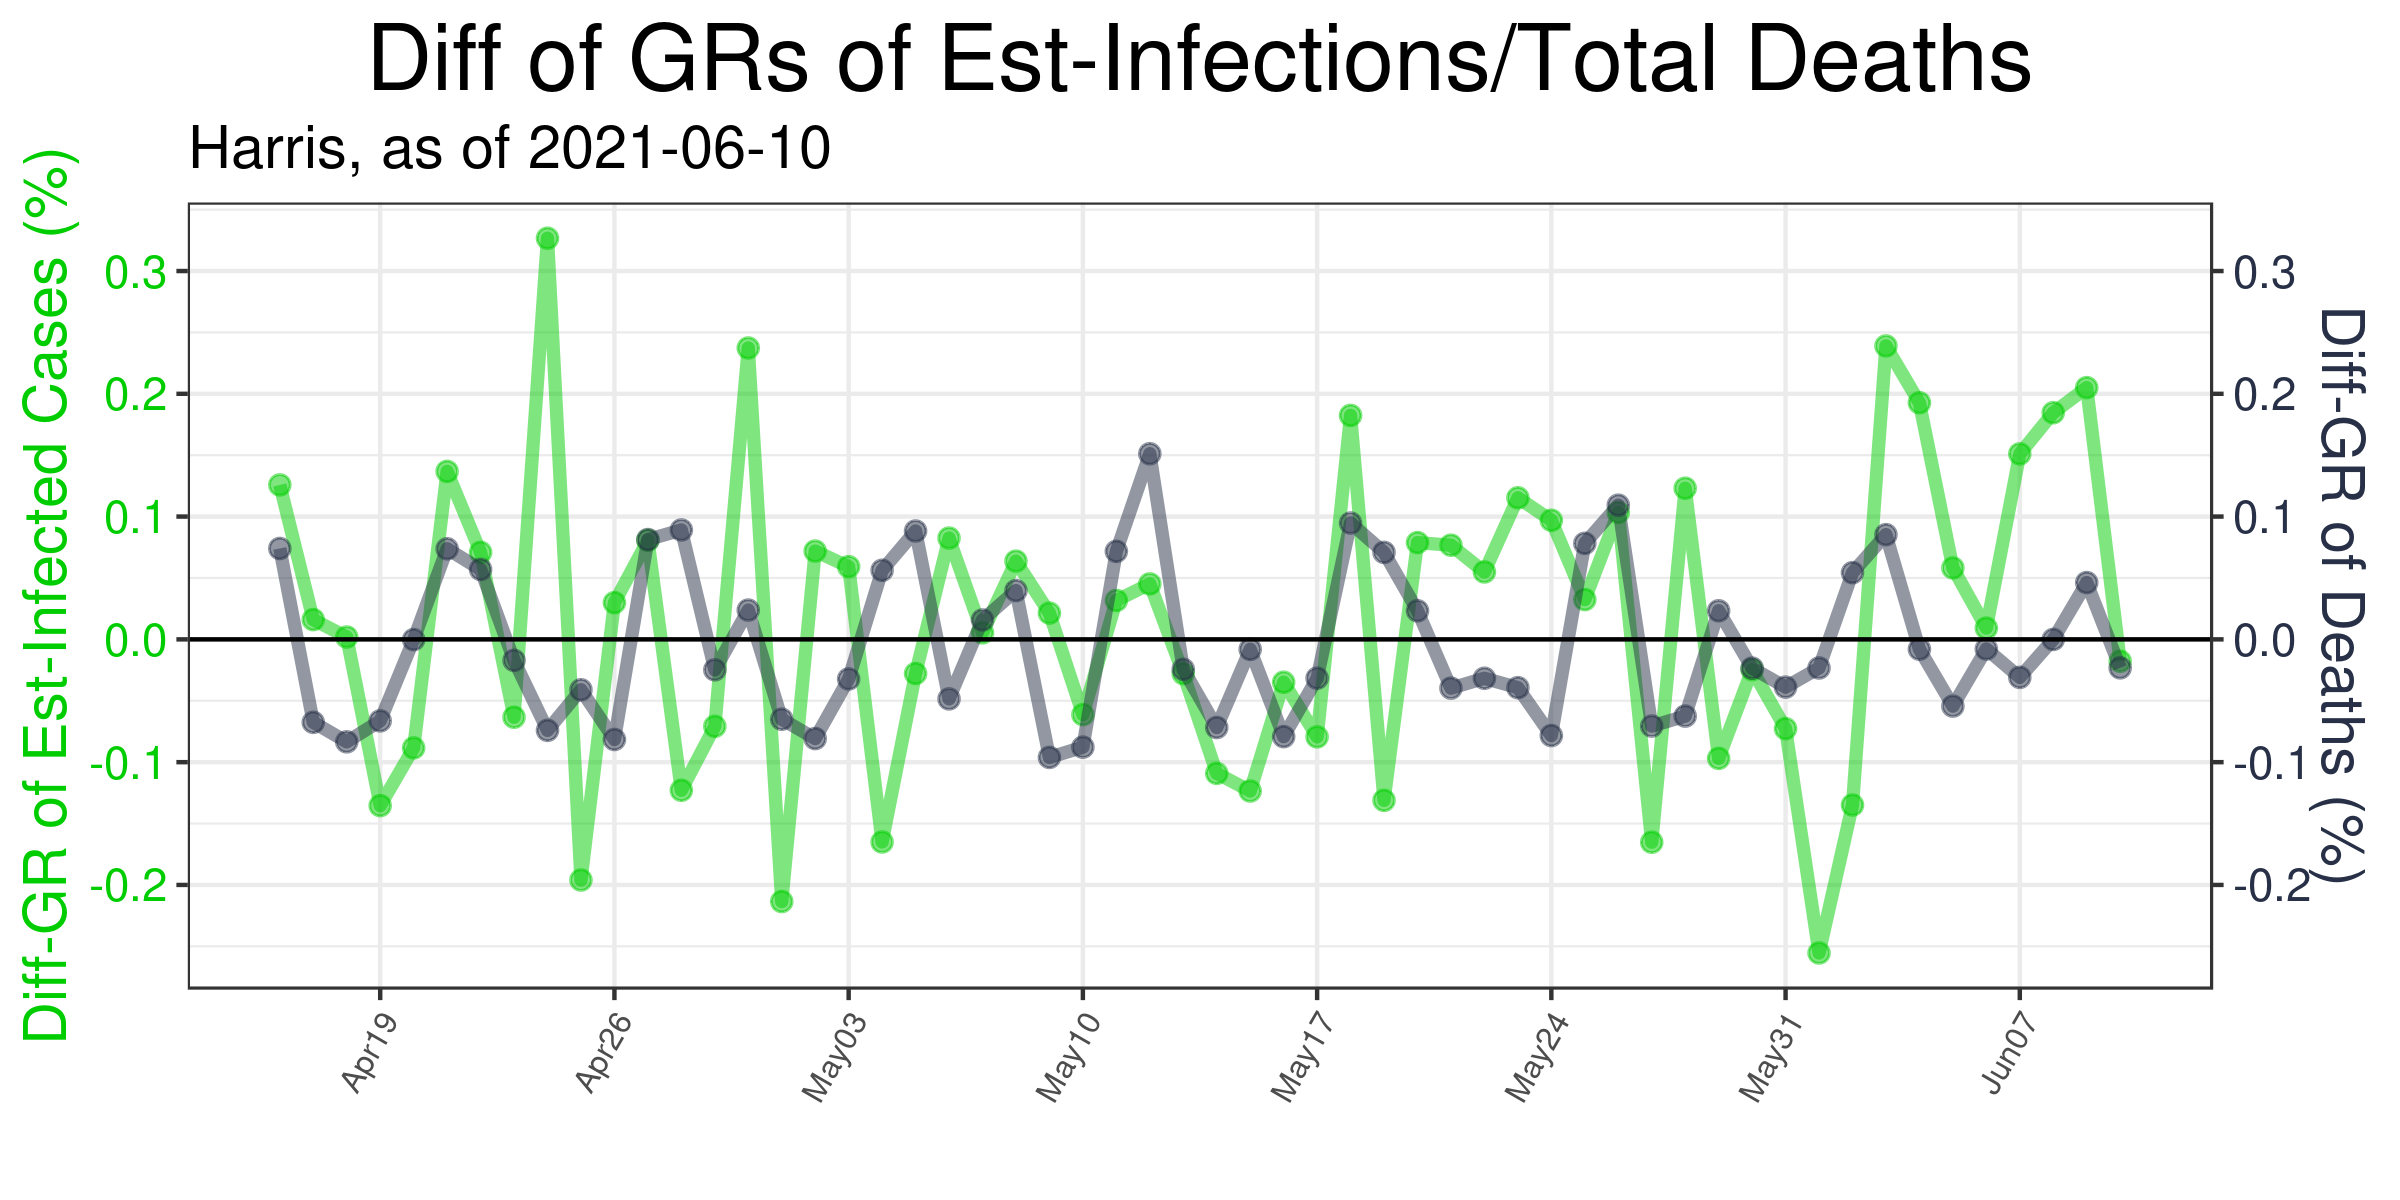 Diff of GRs of Est-Infections/Total Deaths
Harris, as of 2021-06-10
Diff-GR of Est-Infected Cases (%)
0.3
0.2
0.1
0.0
-0.1
-0.2
0.3
0.2
0.1
0.0
-0.1
-0.2
Diff-GR of Deaths (%)
Apr19
Apr26
May03
May10
May17
May24
May31
Jun07